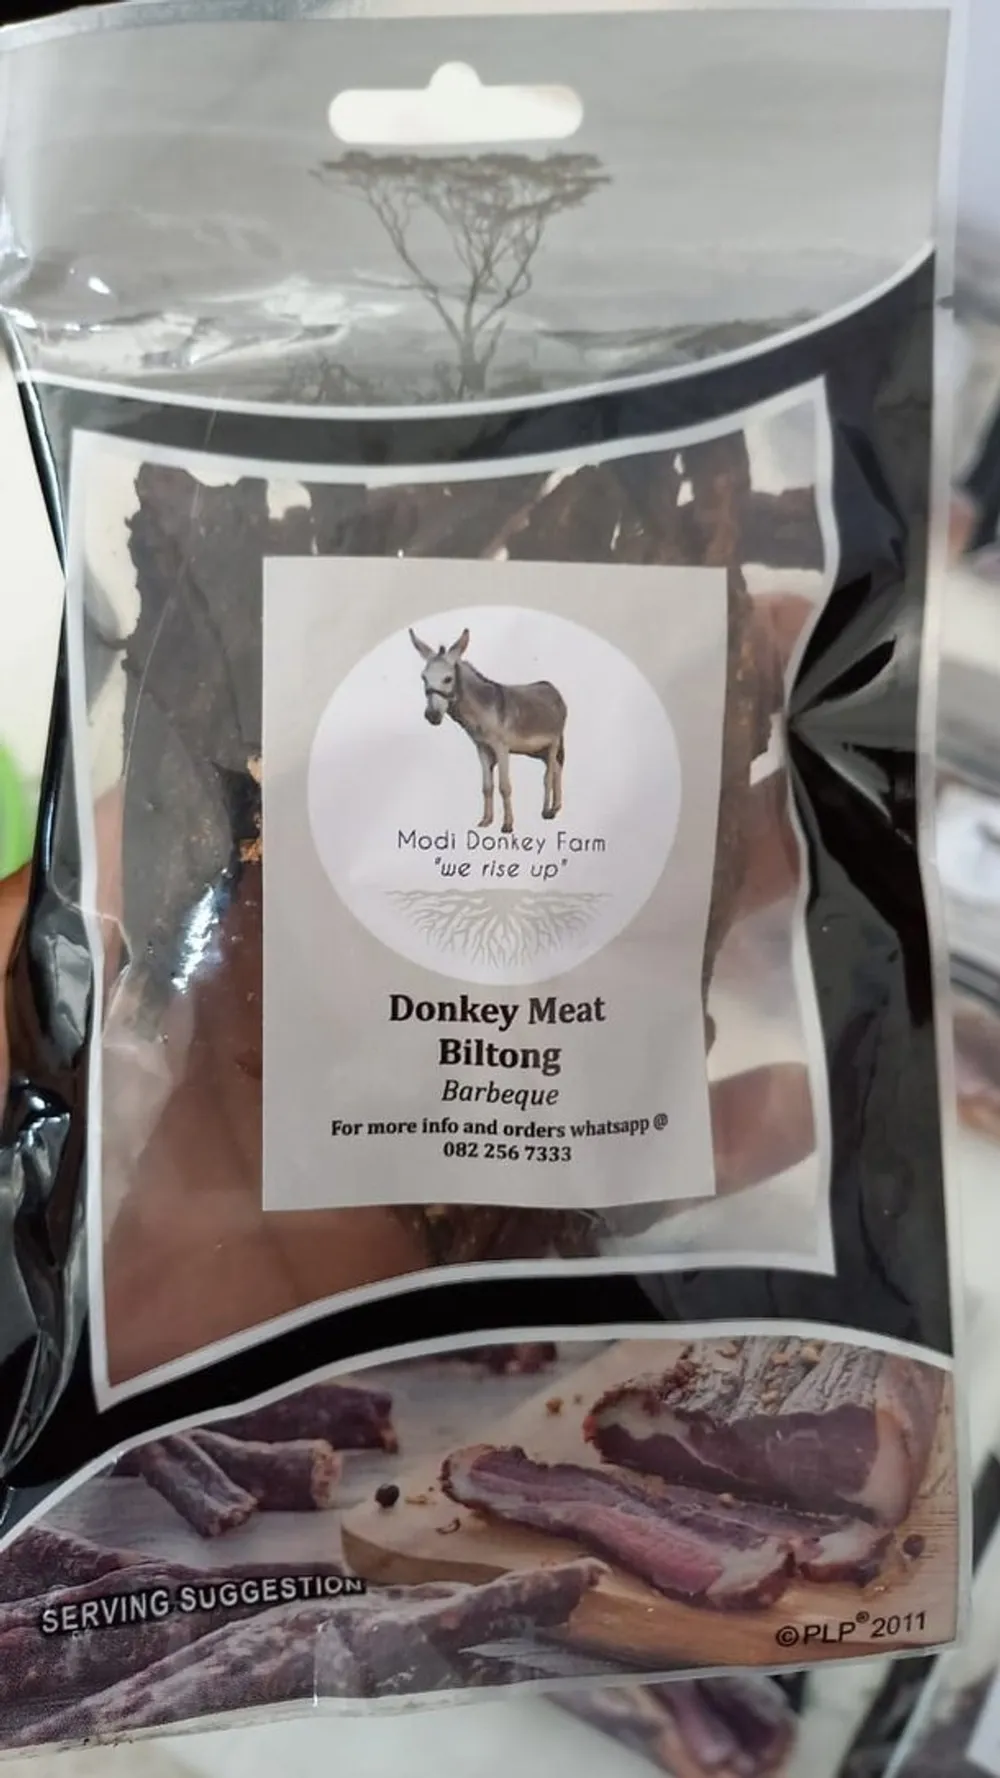 Modi Donkey Farm
"we rise up"
Donkey Meat
Biltong
Barbeque
For more info and orders whatsapp @
082 256 7333
SERVING SUGGESTION
©PLP® 2011